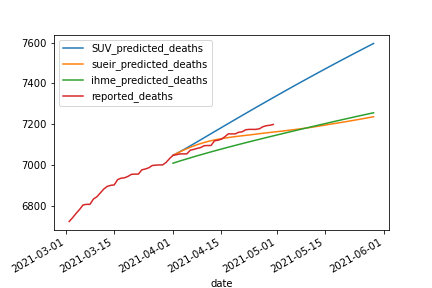 7600
7400
7200
7000
6800
SUV_predicted_deaths
sueir_predicted_deaths
ihme_predicted_deaths
reported_deaths
2021-03-01
2021-03-15
2021-04-01
2021-04-15
2021-05-01
2021-05-15
2021-06-01
date